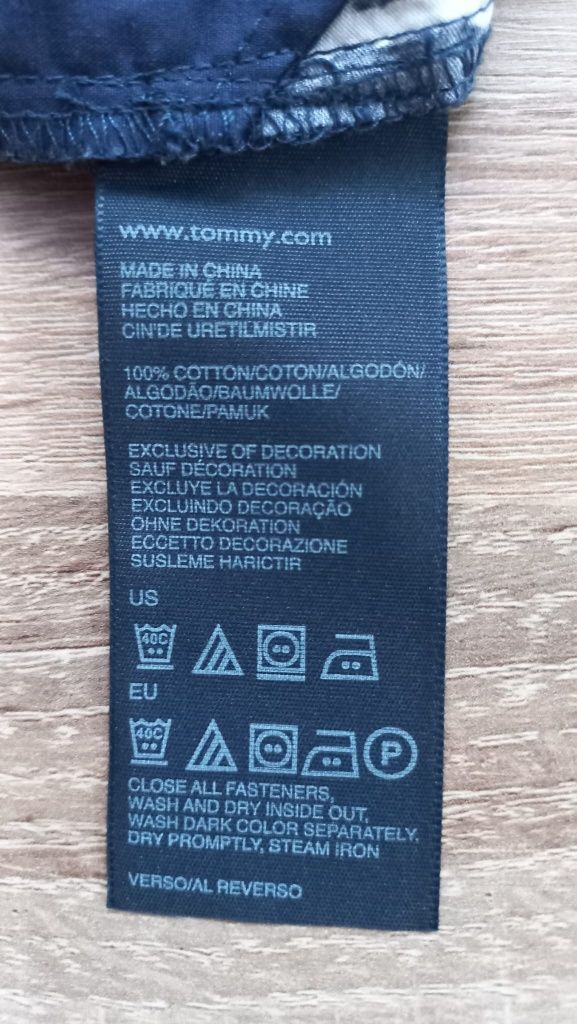 www.tommy.com
MADE IN CHINA
FABRIQUÉ EN CHINE
HECHO EN CHINA
CIN'DE URETILMISTIR
100% COTTON/COTON/ALGODÓN/
ALGODÃO/BAUMWOLLE/
COTONE/PAMUK
EXCLUSIVE OF DECORATION
SAUF DÉCORATION
EXCLUYE LA DECORACIÓN
EXCLUINDO DECORAÇÃO
OHNE DEKORATION
ECCETTO DECORAZIONE
SUSLEME HARICTIR
US
40C
EU
40C P
CLOSE ALL FASTENERS,
WASH AND DRY INSIDE OUT,
WASH DARK COLOR SEPARATELY,
DRY PROMPTLY, STEAM IRON
VERSO/AL REVERSO